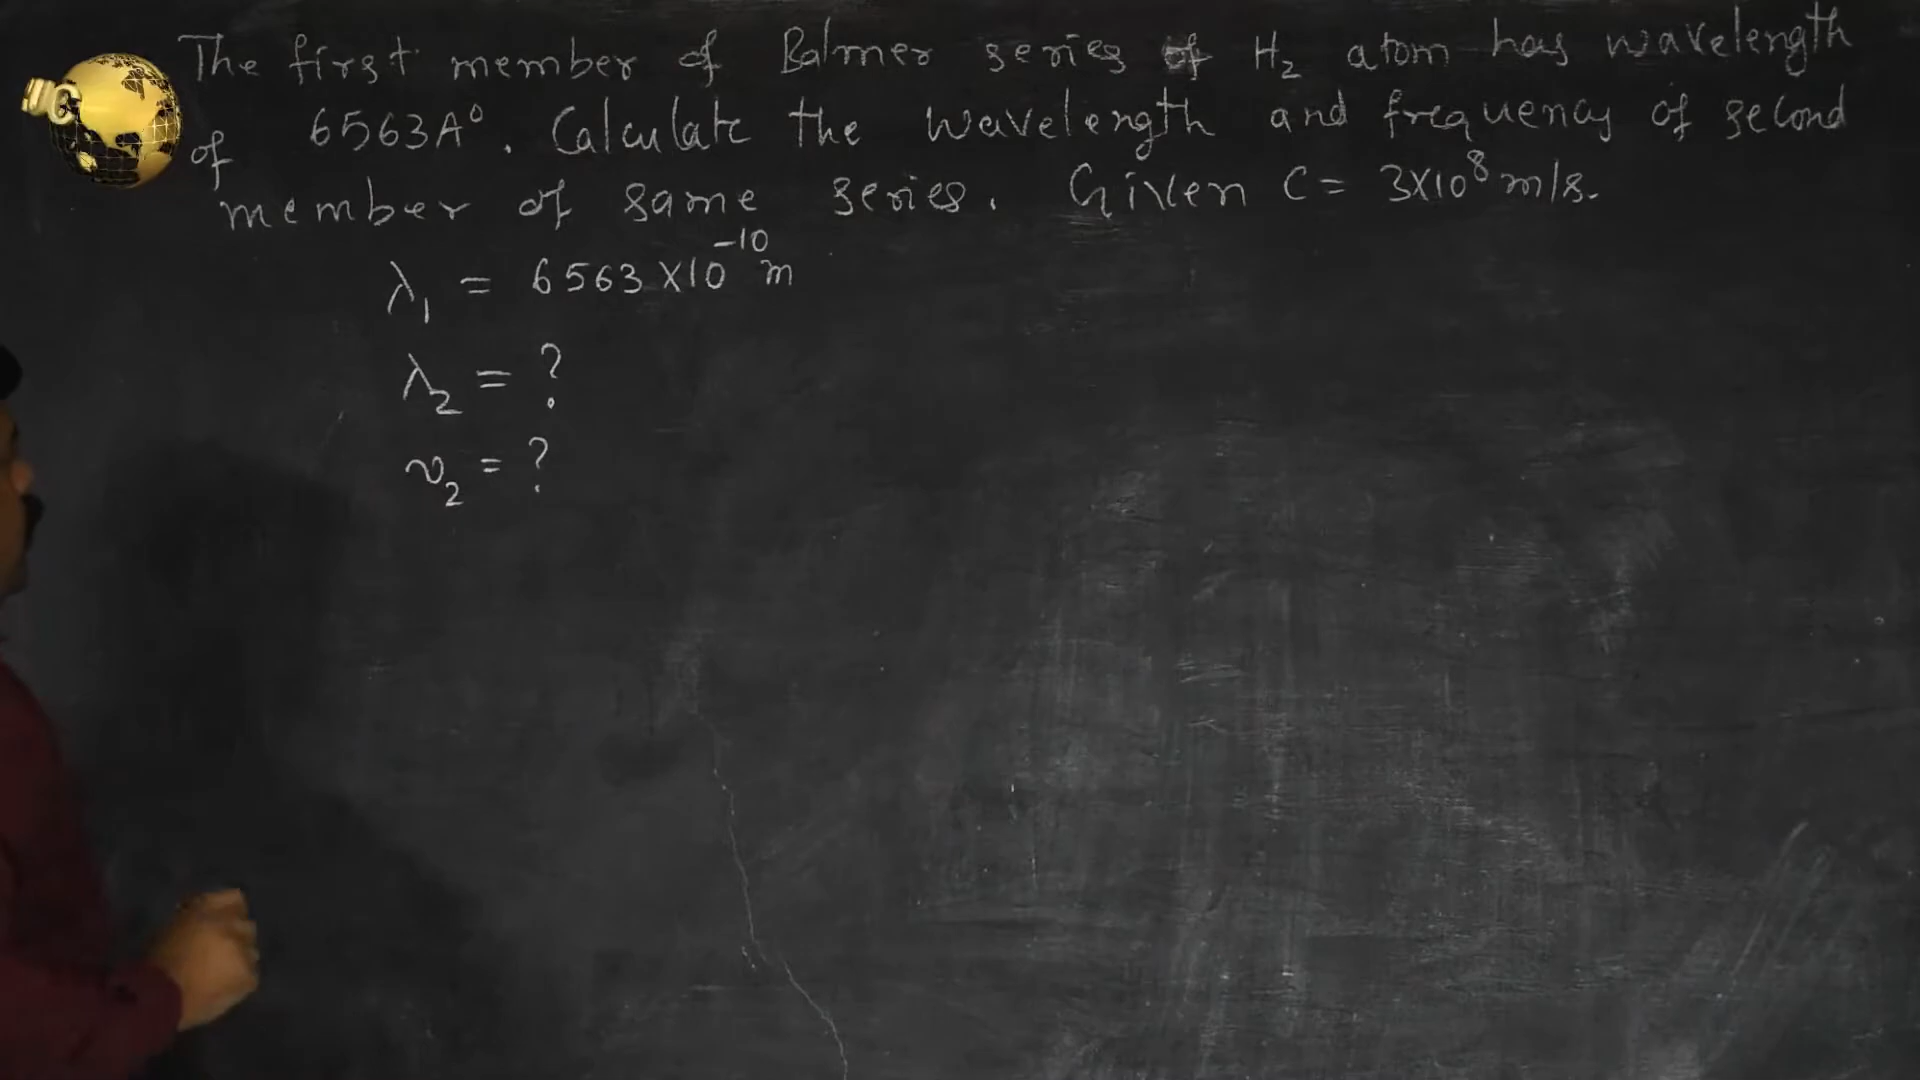 The first member of Balmer series of H₂ atom has wavelength
of 6563A⁰. Calculate the wavelength and frequency of second
member of same series. Given C = 3×10⁸ m/s.
λ₁ = 6563×10⁻¹⁰ m
λ₂ = ?
ν₂ = ?